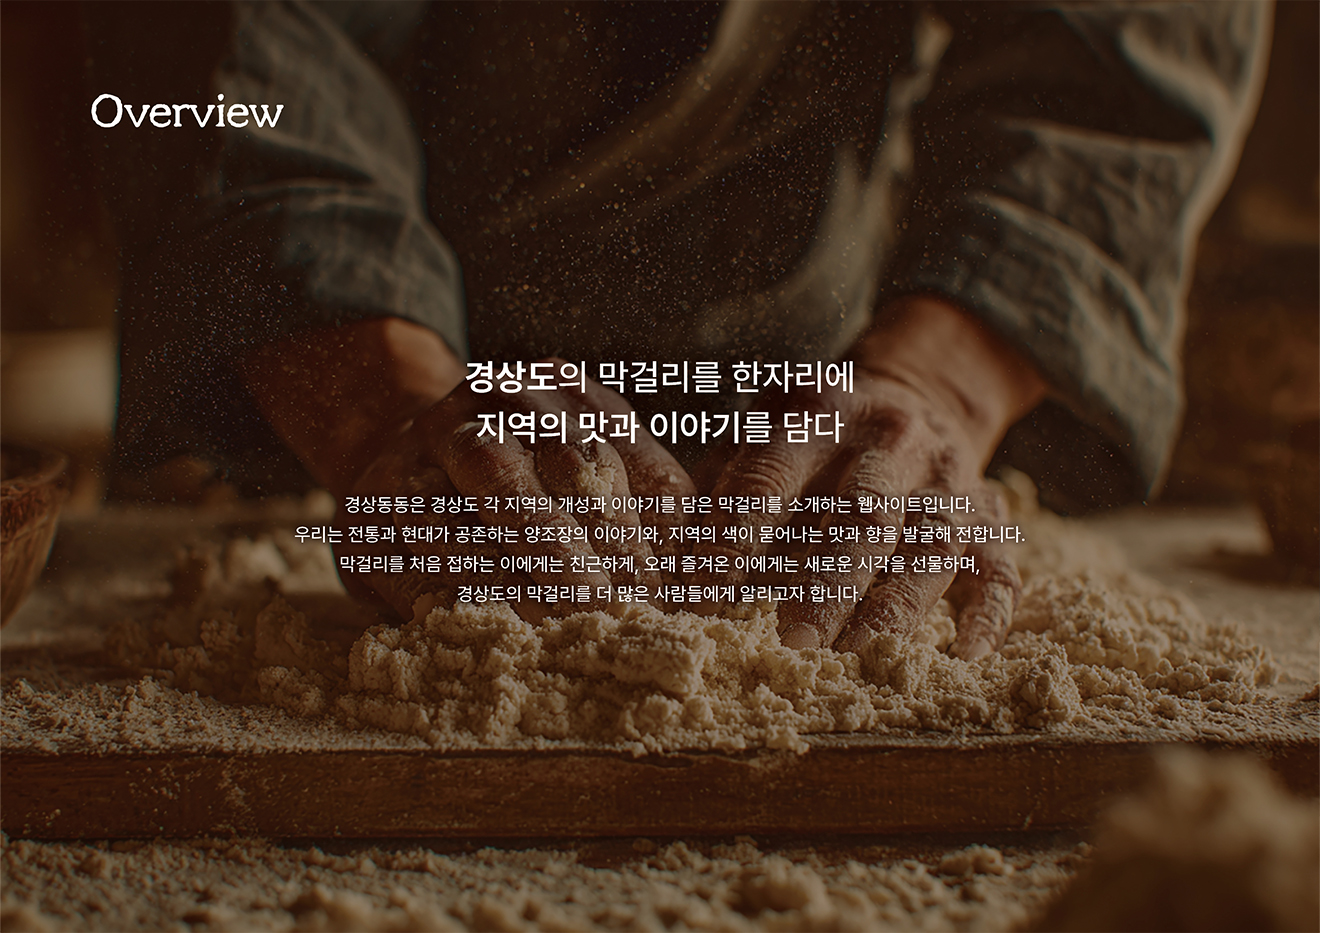 Overview
경상도의 막걸리를 한자리에
지역의 맛과 이야기를 담다
경상동동은 경상도 각 지역의 개성과 이야기를 담은 막걸리를 소개하는 웹사이트입니다.
우리는 전통과 현대가 공존하는 양조장의 이야기와, 지역의 색이 묻어나는 맛과 향을 발굴해 전합니다.
막걸리를 처음 접하는 이에게는 친근하게, 오래 즐겨온 이에게는 새로운 시각을 선물하며,
경상도의 막걸리를 더 많은 사람들에게 알리고자 합니다.